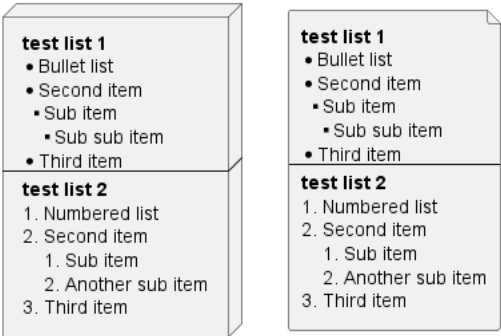 test list 1
• Bullet list
• Second item
▪ Sub item
▪ Sub sub item
• Third item
test list 2
1. Numbered list
2. Second item
1. Sub item
2. Another sub item
3. Third item
test list 1
• Bullet list
• Second item
▪ Sub item
▪ Sub sub item
• Third item
test list 2
1. Numbered list
2. Second item
1. Sub item
2. Another sub item
3. Third item